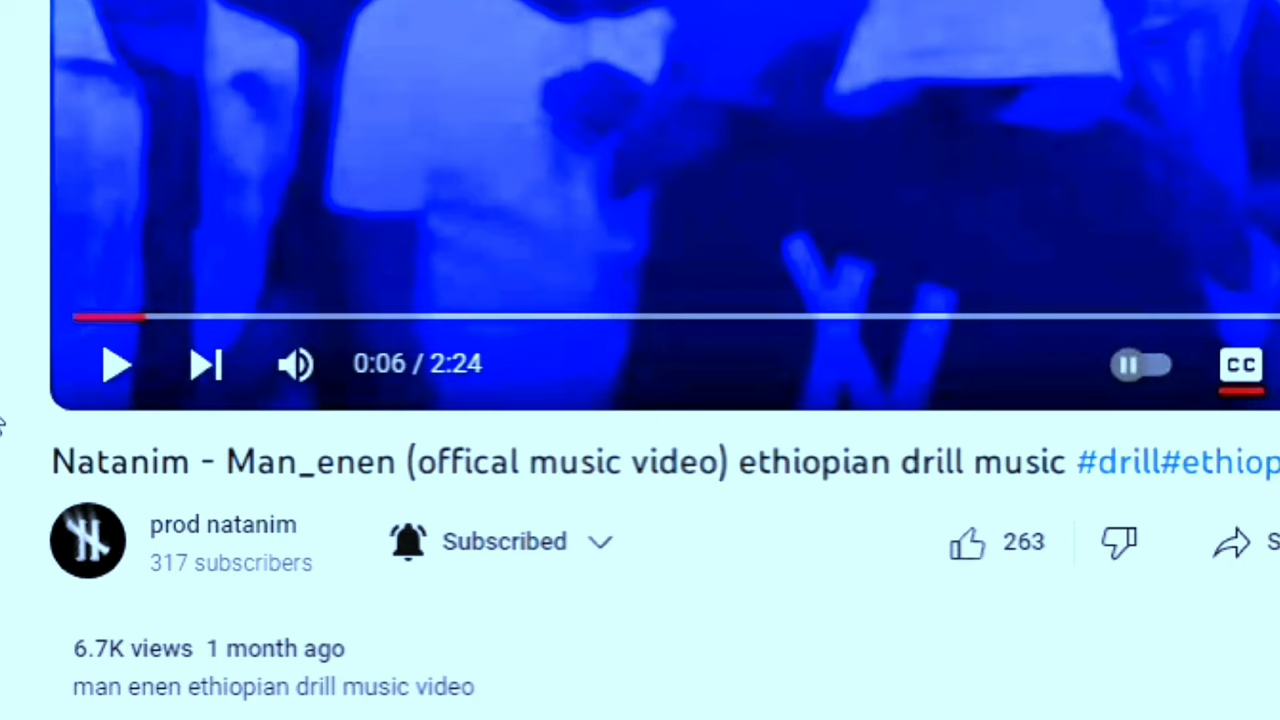 0:06 / 2:24
CC
Natanim - Man_enen (offical music video) ethiopian drill music #drill#ethiop
prod natanim
317 subscribers
Subscribed
263
S
6.7K views 1 month ago
man enen ethiopian drill music video